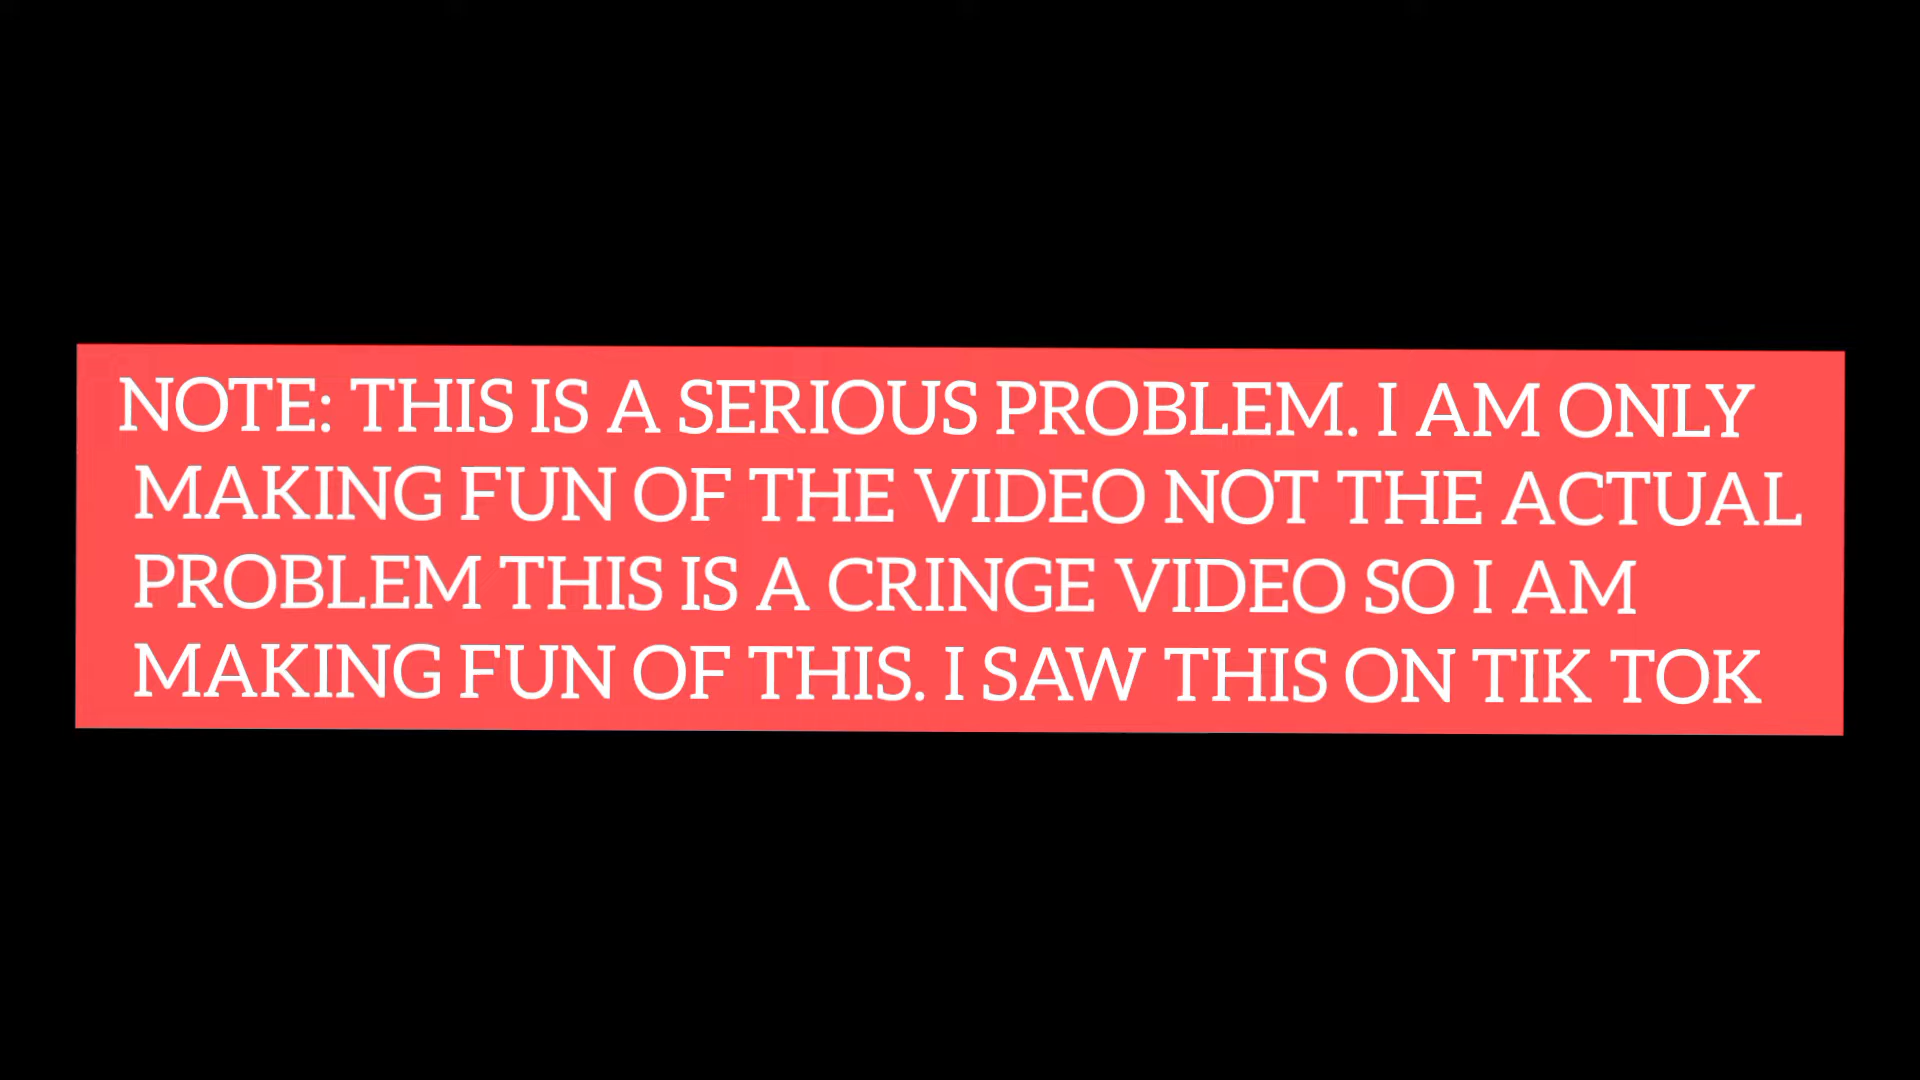 NOTE: THIS IS A SERIOUS PROBLEM. I AM ONLY
MAKING FUN OF THE VIDEO NOT THE ACTUAL
PROBLEM THIS IS A CRINGE VIDEO SO I AM
MAKING FUN OF THIS. I SAW THIS ON TIK TOK